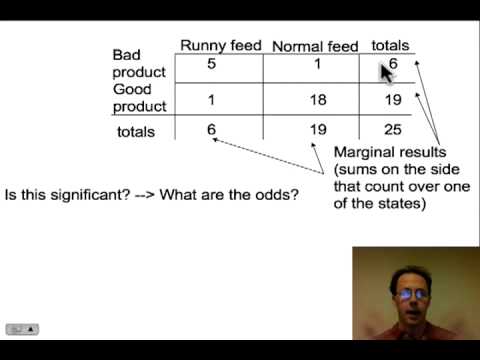 Runny feed Normal feed totals
Bad product 5 1 6
Good product 1 18 19
totals 6 19 25
Marginal results
(sums on the side
that count over one
of the states)
Is this significant? --> What are the odds?